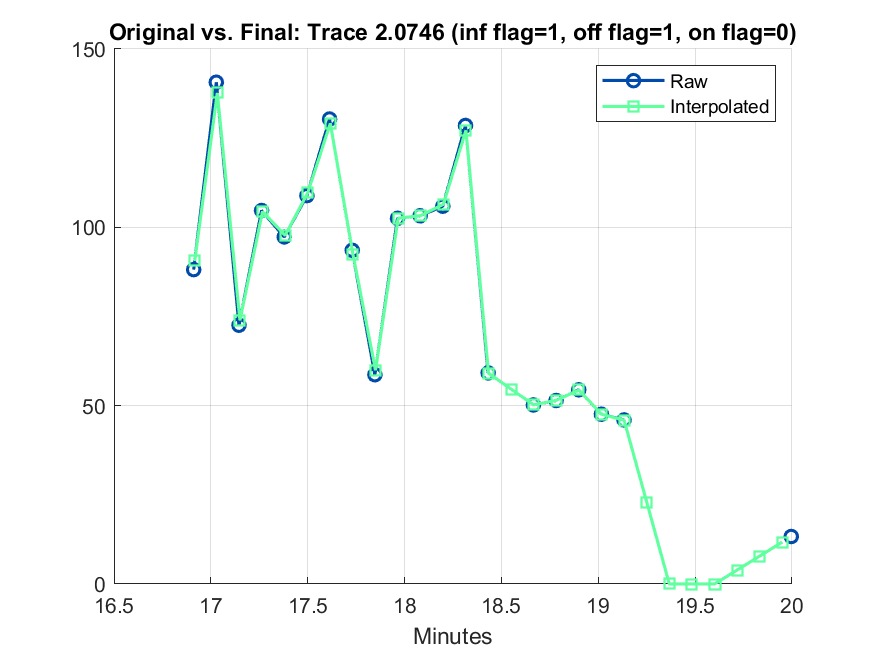 Original vs. Final: Trace 2.0746 (inf flag=1, off flag=1, on flag=0)
150
Raw
Interpolated
100
50
0
16.5 17 17.5 18 18.5 19 19.5 20
Minutes